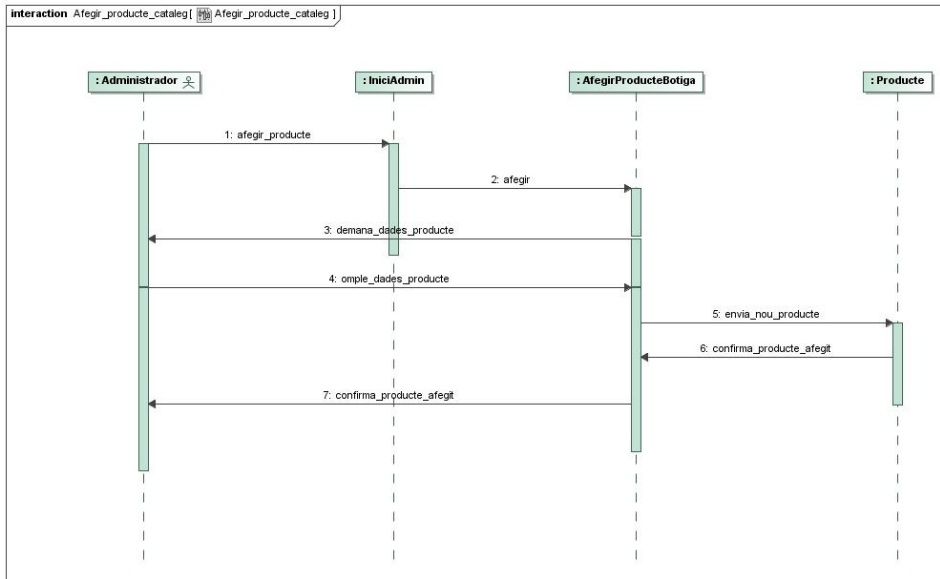 interaction Afegir_producte_cataleg [ Afegir_producte_cataleg ]
: Administrador
: IniciAdmin
: AfegirProducteBotiga
: Producte
1: afegir_producte
2: afegir
3: demana_dades_producte
4: omple_dades_producte
5: envia_nou_producte
6: confirma_producte_afegit
7: confirma_producte_afegit